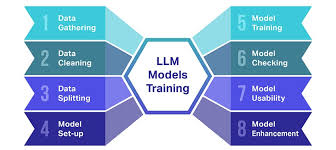 1 Data
Gathering
2 Data
Cleaning
3 Data
Splitting
4 Model
Set-up
LLM
Models
Training
5 Model
Training
6 Model
Checking
7 Model
Usability
8 Model
Enhancement